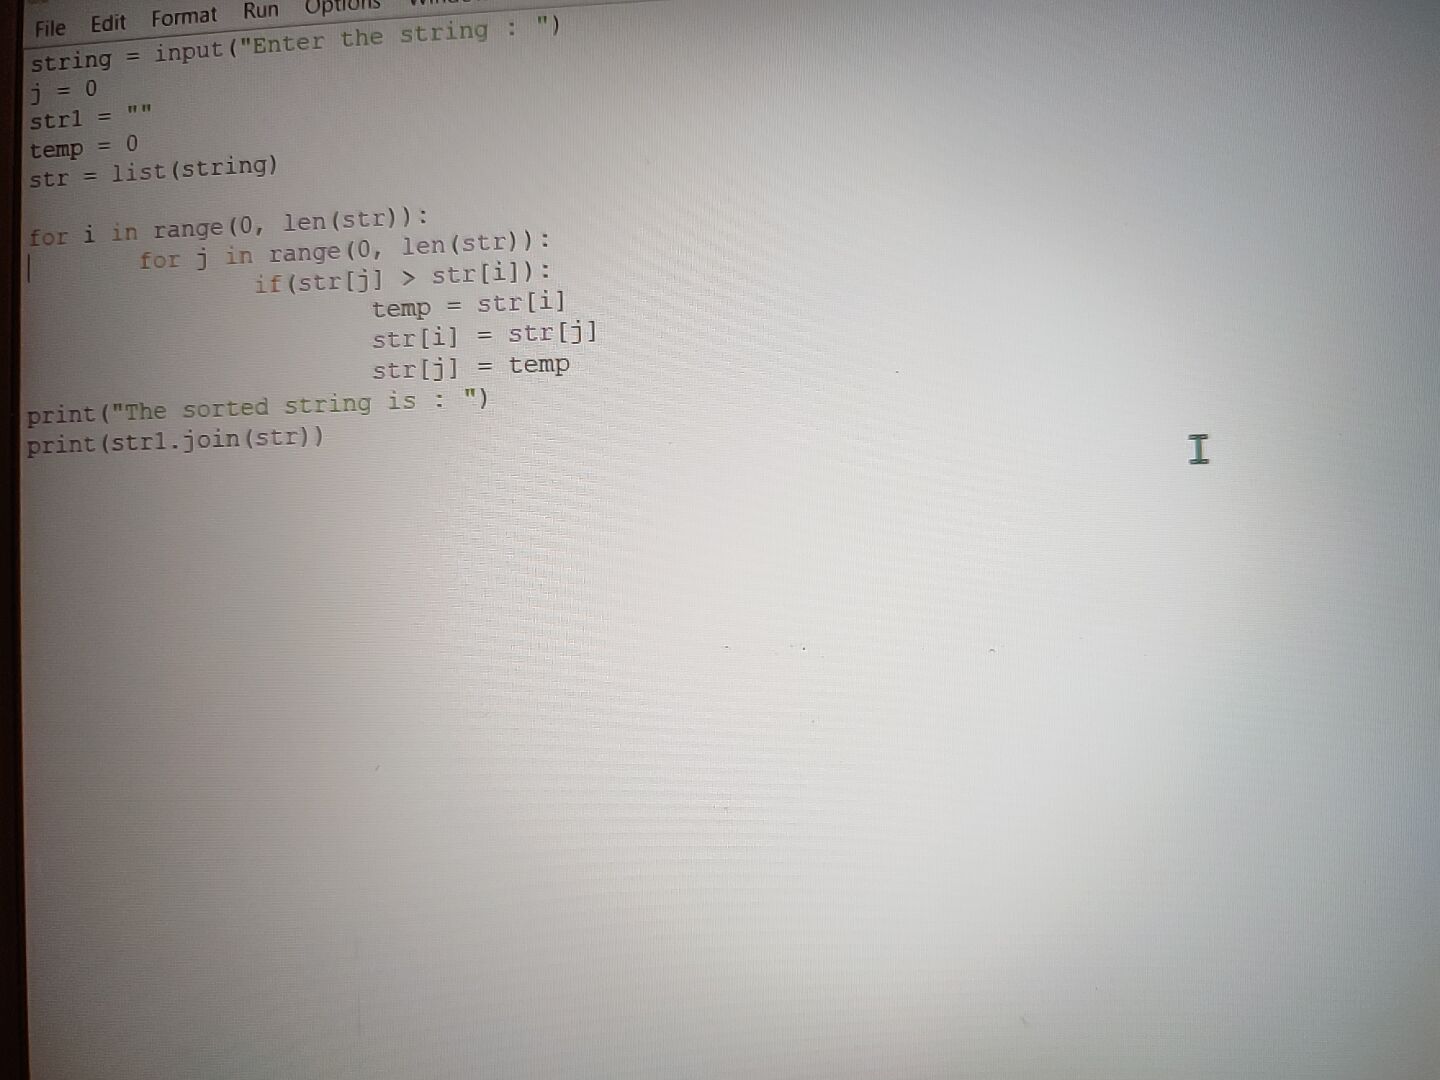 File Edit Format Run Options
string = input("Enter the string : ")
j = 0
str1 = ""
temp = 0
str = list(string)
for i in range(0, len(str)):
        for j in range(0, len(str)):
                if(str[j] > str[i]):
                        temp = str[i]
                        str[i] = str[j]
                        str[j] = temp
print("The sorted string is : ")
print(str1.join(str))